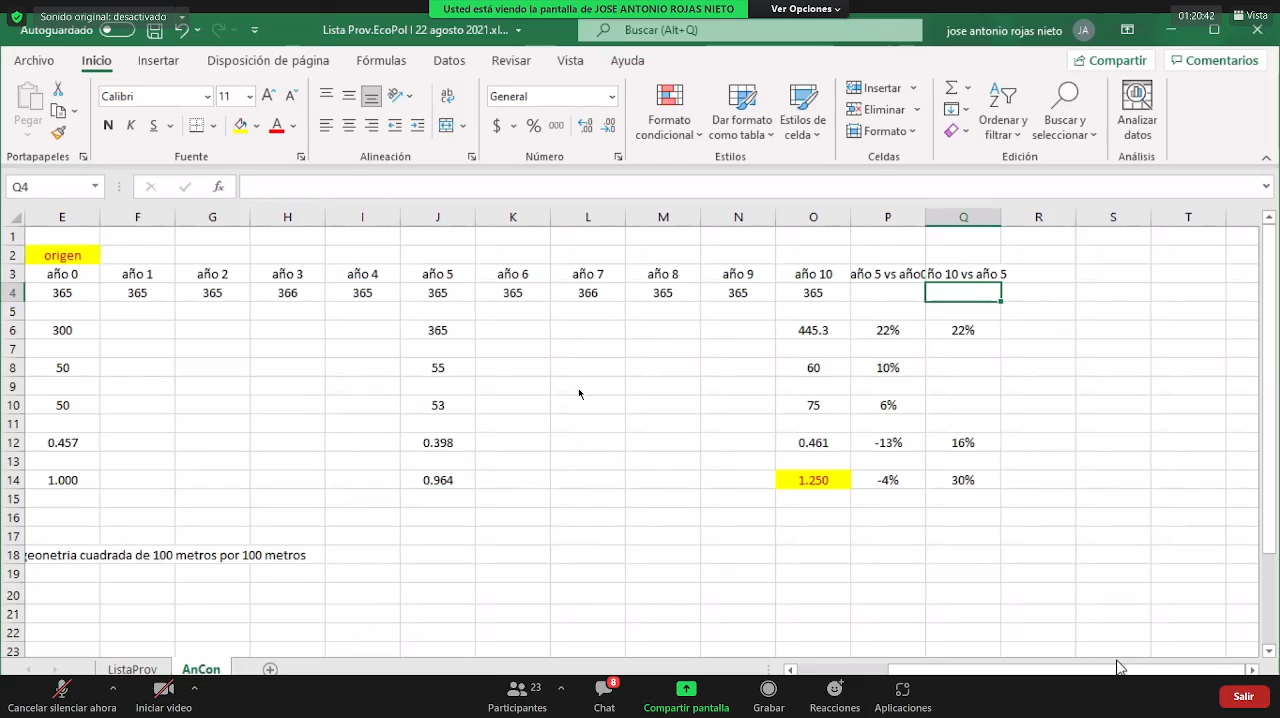 Sonido original: desactivado
Usted está viendo la pantalla de JOSE ANTONIO ROJAS NIETO
Ver Opciones
01:20:42
Vista
Autoguardado
Lista Prov.EcoPol | 22 agosto 2021.xl...
Buscar (Alt+Q)
jose antonio rojas nieto
JA
Archivo Inicio Insertar Disposición de página Fórmulas Datos Revisar Vista Ayuda
Compartir
Comentarios
Pegar
Calibri 11
N K S
Portapapeles
Fuente
Alineación
General
$ % 000
Número
Formato condicional
Dar formato como tabla
Estilos de celda
Estilos
Insertar
Eliminar
Formato
Celdas
Ordenar y filtrar
Buscar y seleccionar
Edición
Analizar datos
Análisis
Q4
fx
E F G H I J K L M N O P Q R S T
1
2 origen
3 año 0 año 1 año 2 año 3 año 4 año 5 año 6 año 7 año 8 año 9 año 10 año 5 vs año0 ño 10 vs año 5
4 365 365 365 366 365 365 365 366 365 365 365
5
6 300 365 445.3 22% 22%
7
8 50 55 60 10%
9
10 50 53 75 6%
11
12 0.457 0.398 0.461 -13% 16%
13
14 1.000 0.964 1.250 -4% 30%
15
16
17
18 geonetria cuadrada de 100 metros por 100 metros
19
20
21
22
23
ListaProv AnCon
Cancelar silenciar ahora
Iniciar video
23
Participantes
8
Chat
Compartir pantalla
Grabar
Reacciones
Aplicaciones
Salir